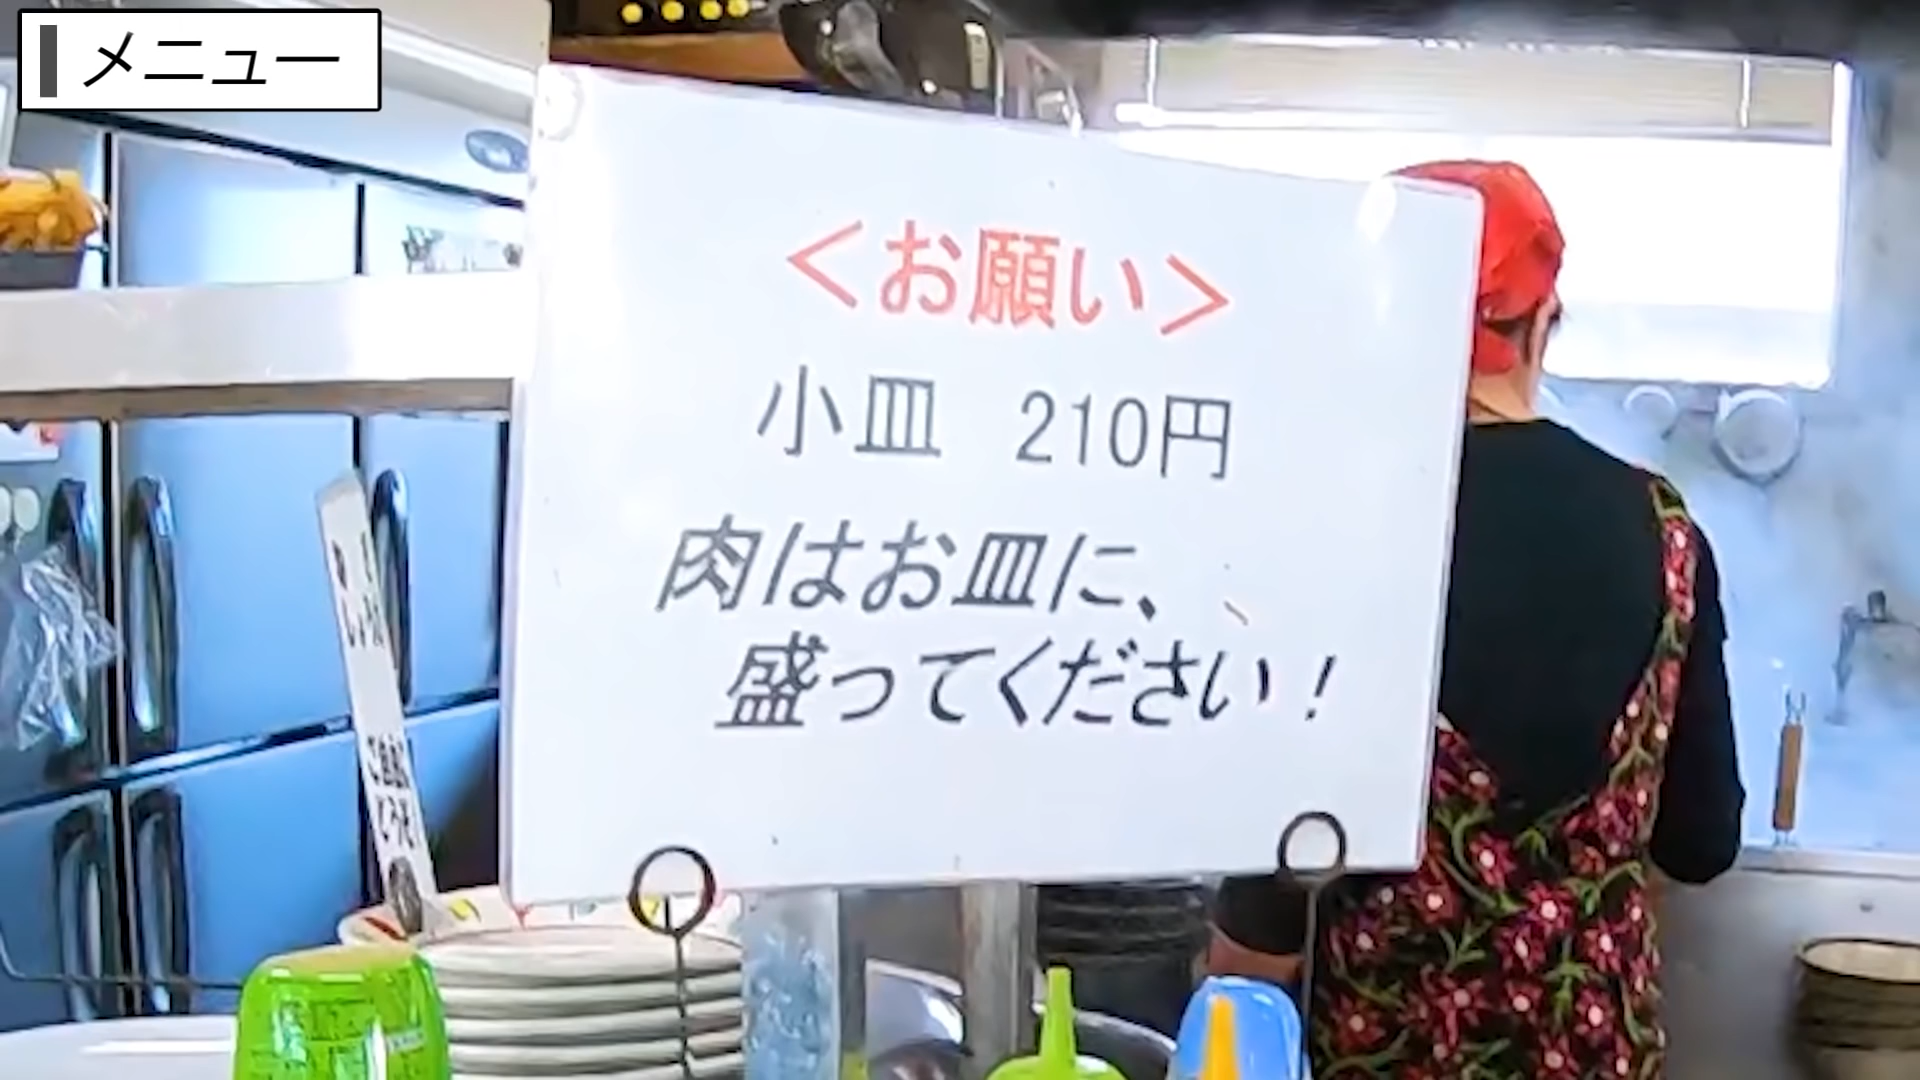 メニュー
＜お願い＞
小皿 210円
肉はお皿に、
盛ってください！